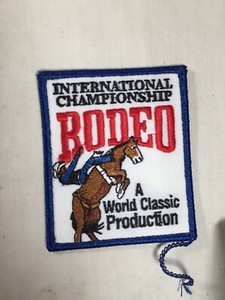 INTERNATIONAL
CHAMPIONSHIP
RODEO
A
World Classic
Production